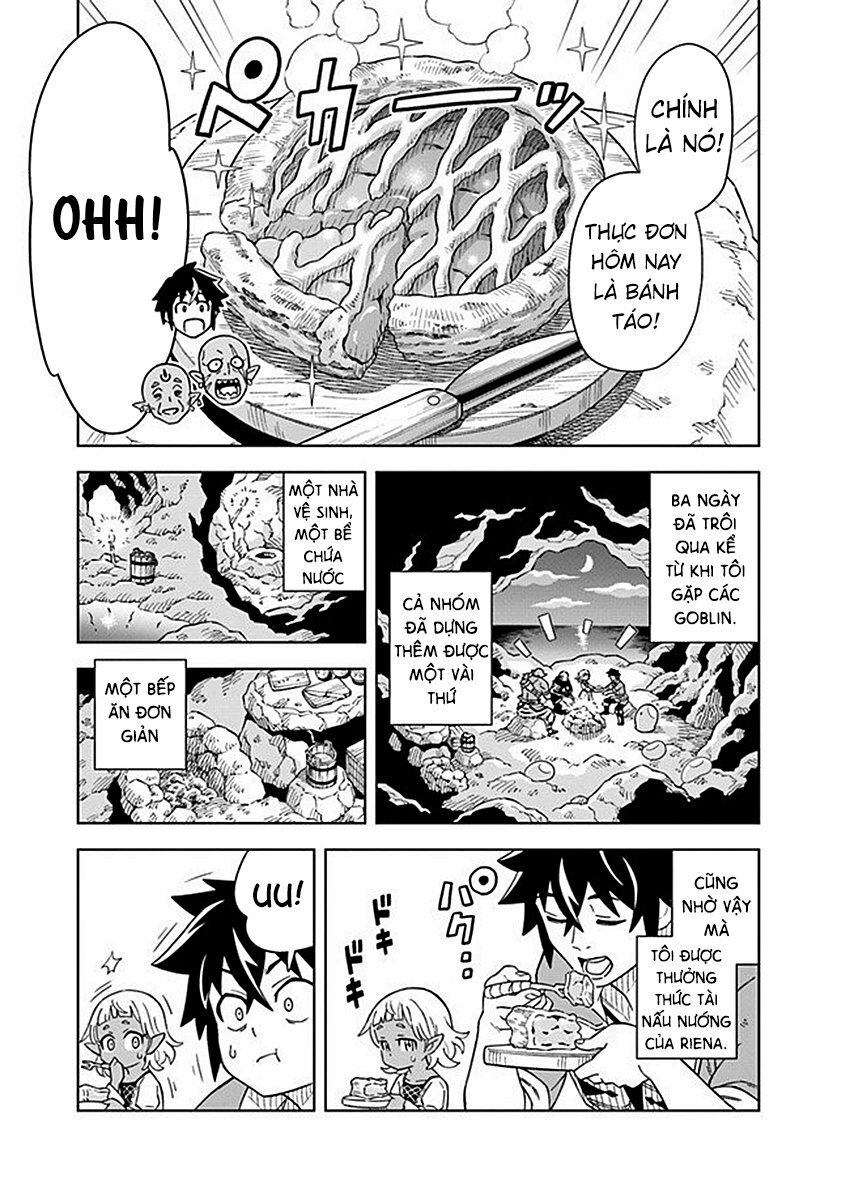 CHÍNH
LÀ NÓ!
THỰC ĐƠN
HÔM NAY
LÀ BÁNH
TÁO!
ペカーッ
OHH!
BA NGÀY
ĐÃ TRÔI
QUA KỂ
TỪ KHI TÔI
GẶP CÁC
GOBLIN.
CẢ NHÓM
ĐÃ DỰNG
THÊM ĐƯỢC
MỘT VÀI
THỨ
MỘT NHÀ
VỆ SINH,
MỘT BỂ
CHỨA
NƯỚC
MỘT BẾP
ĂN ĐƠN
GIẢN
CŨNG
NHỜ VẬY
MÀ
TÔI ĐƯỢC
THƯỞNG
THỨC TÀI
NẤU NƯỚNG
CỦA RIENA.
パク…
ドキ
ドキ
UU!